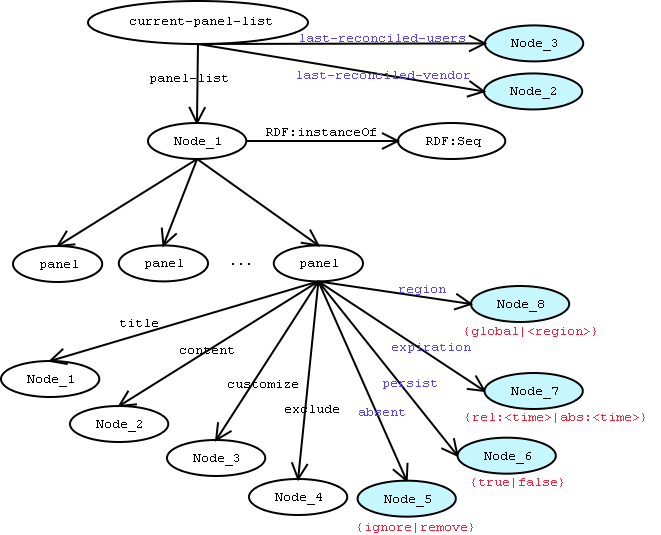 current-panel-list
last-reconciled-users
Node_3
panel-list
last-reconciled-vendor
Node_2
Node_1
RDF:instanceOf
RDF:Seq
panel
panel
...
panel
region
Node_8
{global|<region>}
title
content
expiration
Node_1
customize
persist
Node_7
exclude
absent
{rel:<time>|abs:<time>}
Node_2
Node_3
Node_6
{true|false}
Node_4
Node_5
{ignore|remove}